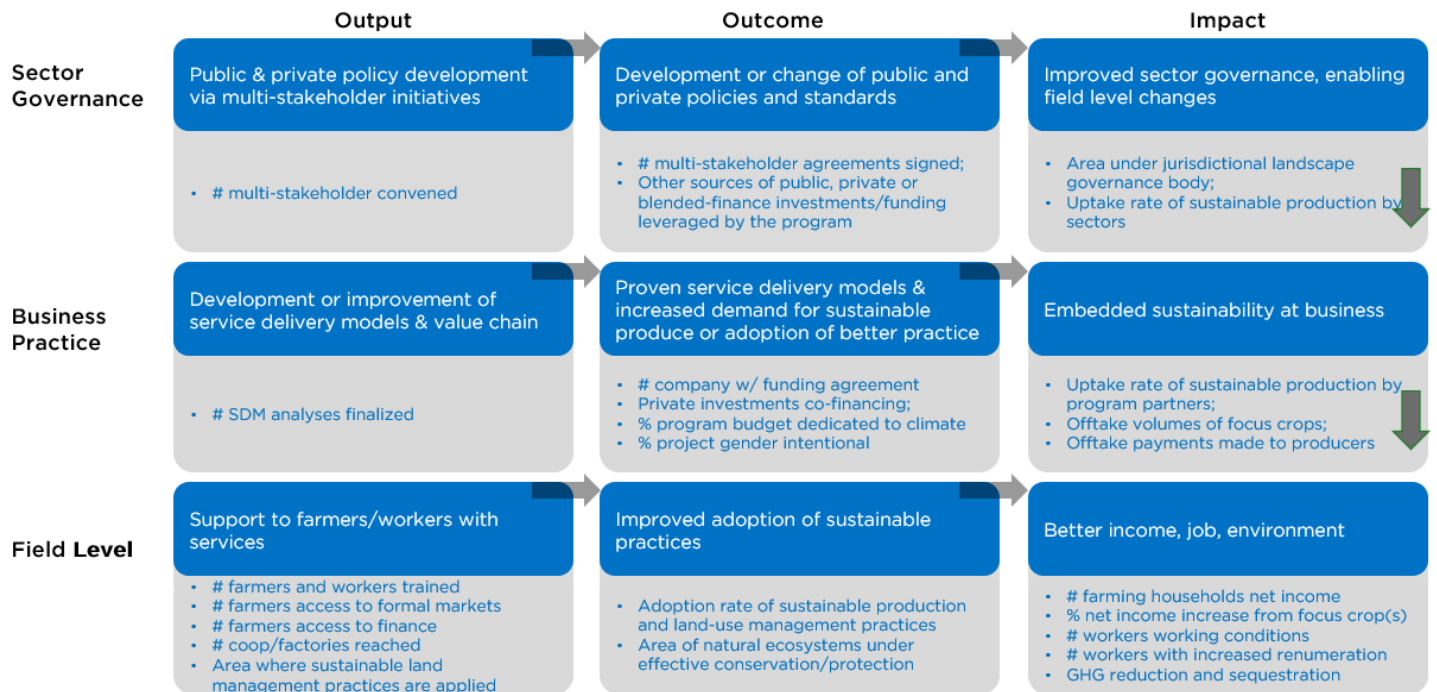 Output
Outcome
Impact
Sector
Governance
Public & private policy development
via multi-stakeholder initiatives
• # multi-stakeholder convened
Development or change of public and
private policies and standards
• # multi-stakeholder agreements signed;
• Other sources of public, private or
blended-finance investments/funding
leveraged by the program
Improved sector governance, enabling
field level changes
• Area under jurisdictional landscape
governance body;
• Uptake rate of sustainable production by
sectors
Business
Practice
Development or improvement of
service delivery models & value chain
• # SDM analyses finalized
Proven service delivery models &
increased demand for sustainable
produce or adoption of better practice
• # company w/ funding agreement
• Private investments co-financing;
• % program budget dedicated to climate
• % project gender intentional
Embedded sustainability at business
• Uptake rate of sustainable production by
program partners;
• Offtake volumes of focus crops;
• Offtake payments made to producers
Field Level
Support to farmers/workers with
services
• # farmers and workers trained
• # farmers access to formal markets
• # farmers access to finance
• # coop/factories reached
• Area where sustainable land
management practices are applied
Improved adoption of sustainable
practices
• Adoption rate of sustainable production
and land-use management practices
• Area of natural ecosystems under
effective conservation/protection
Better income, job, environment
• # farming households net income
• % net income increase from focus crop(s)
• # workers working conditions
• # workers with increased renumeration
• GHG reduction and sequestration